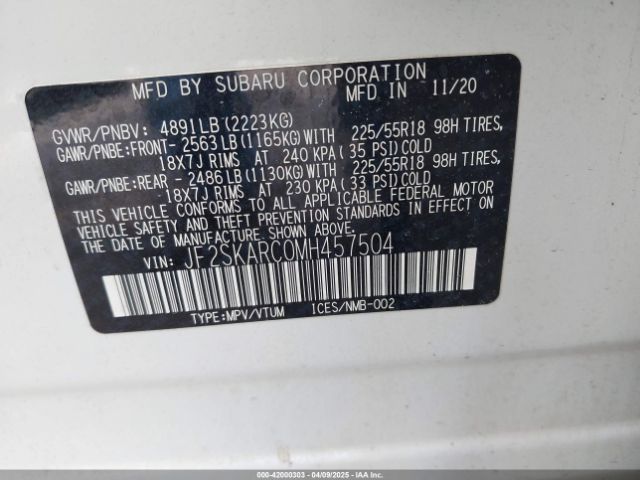 MFD BY SUBARU CORPORATION
MFD IN 11/20
GVWR/PNBV: 4891LB(2223KG)
GAWR/PNBE:FRONT- 2563LB(1165KG)WITH 225/55R18 98H TIRES,
18X7J RIMS AT 240 KPA(35 PSI)COLD
GAWR/PNBE:REAR - 2486LB(1130KG)WITH 225/55R18 98H TIRES,
18X7J RIMS AT 230 KPA(33 PSI)COLD
THIS VEHICLE CONFORMS TO ALL APPLICABLE FEDERAL MOTOR
VEHICLE SAFETY AND THEFT PREVENTION STANDARDS IN EFFECT
ON THE DATE OF MANUFACTURE SHOWN ABOVE.
VIN: JF2SKARC0MH457504
TYPE:MPV/VTUM ICES/NMB-002
000-42000303 - 04/09/2025 - IAAI.COM